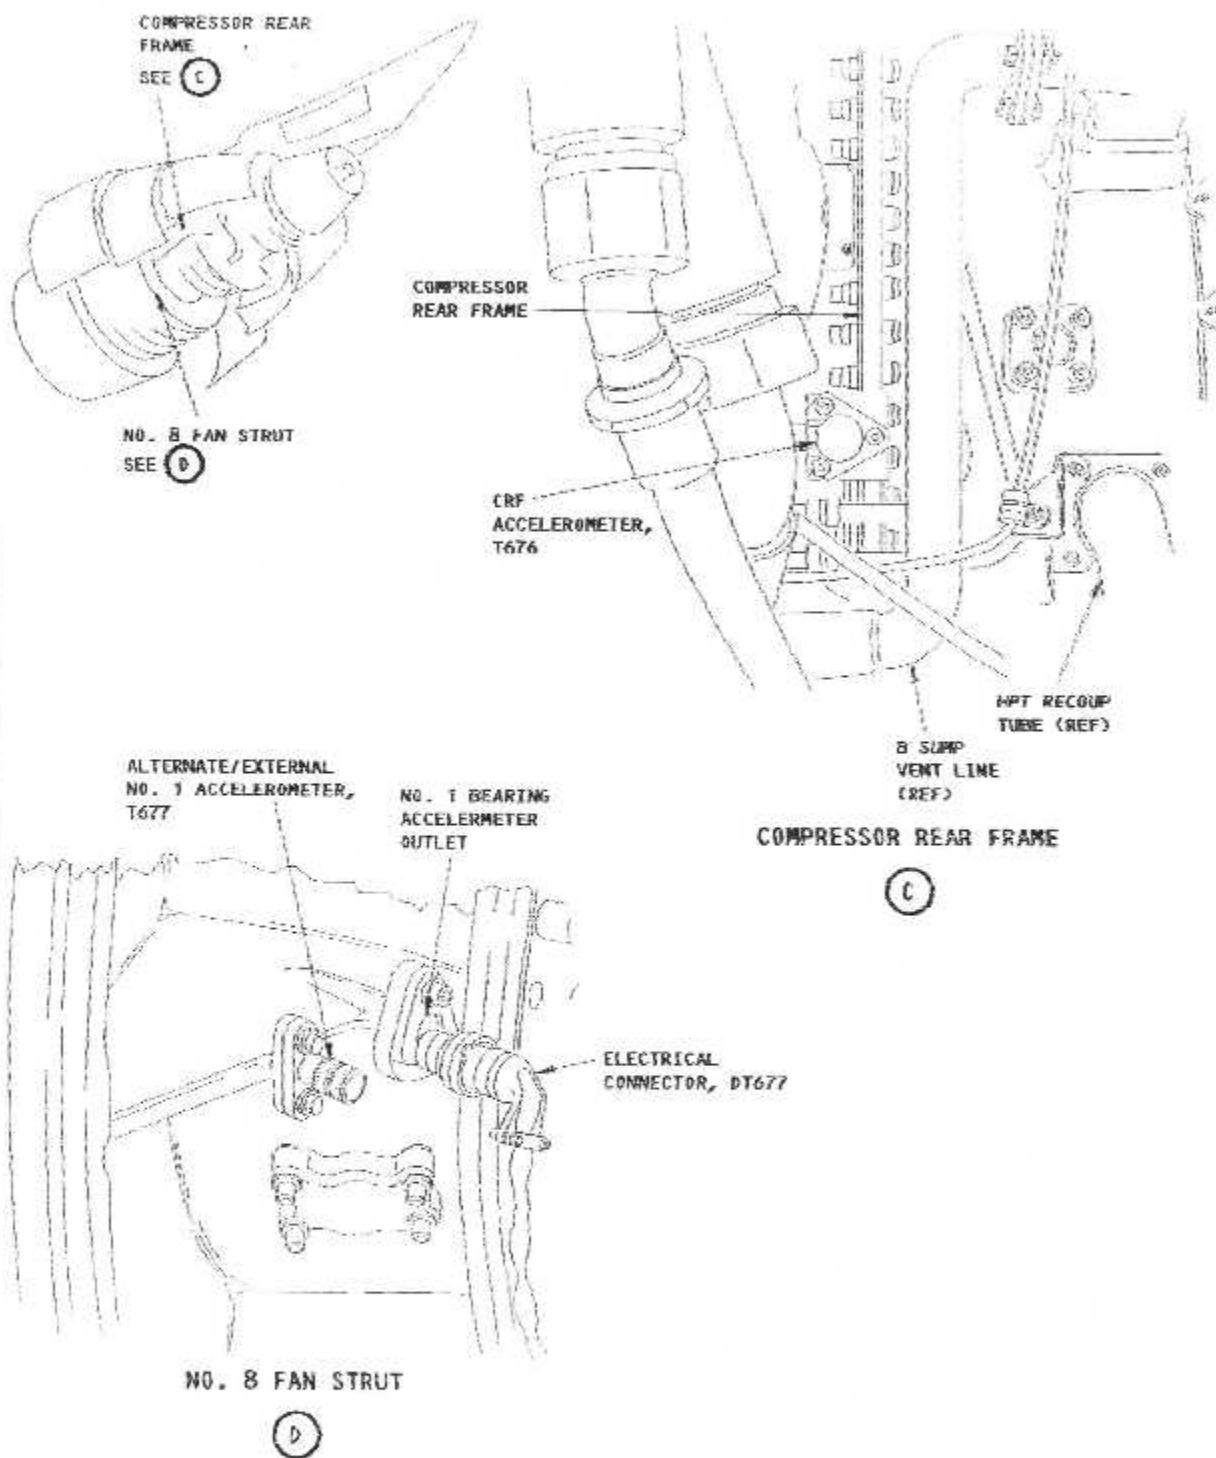 COMPRESSOR REAR
FRAME
SEE C
NO. 8 FAN STRUT
SEE D
COMPRESSOR
REAR FRAME
CRF
ACCELEROMETER,
T676
HPT RECOUP
TUBE (REF)
B SUMP
VENT LINE
(REF)
COMPRESSOR REAR FRAME
C
ALTERNATE/EXTERNAL
NO. 1 ACCELEROMETER,
T677
NO. 1 BEARING
ACCELERMETER
OUTLET
ELECTRICAL
CONNECTOR, DT677
NO. 8 FAN STRUT
D